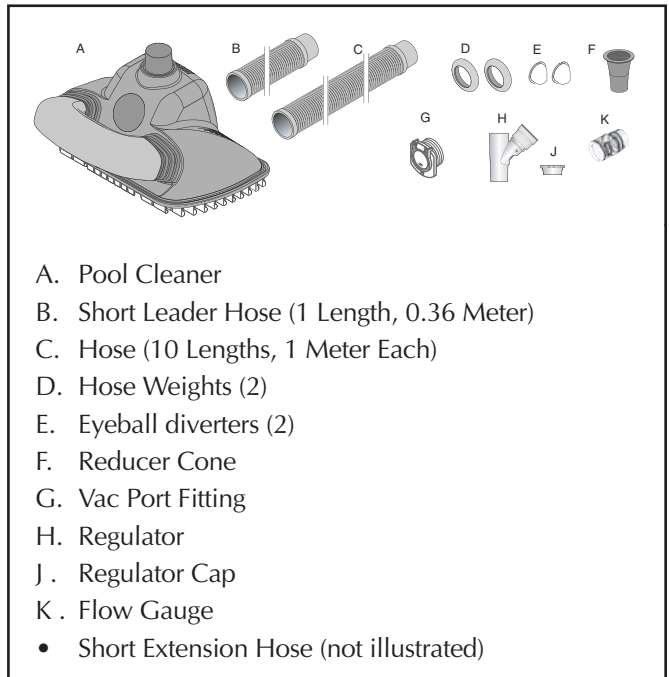 A
B
C
D
E
F
G
H
J
K
A. Pool Cleaner
B. Short Leader Hose (1 Length, 0.36 Meter)
C. Hose (10 Lengths, 1 Meter Each)
D. Hose Weights (2)
E. Eyeball diverters (2)
F. Reducer Cone
G. Vac Port Fitting
H. Regulator
J . Regulator Cap
K . Flow Gauge
• Short Extension Hose (not illustrated)